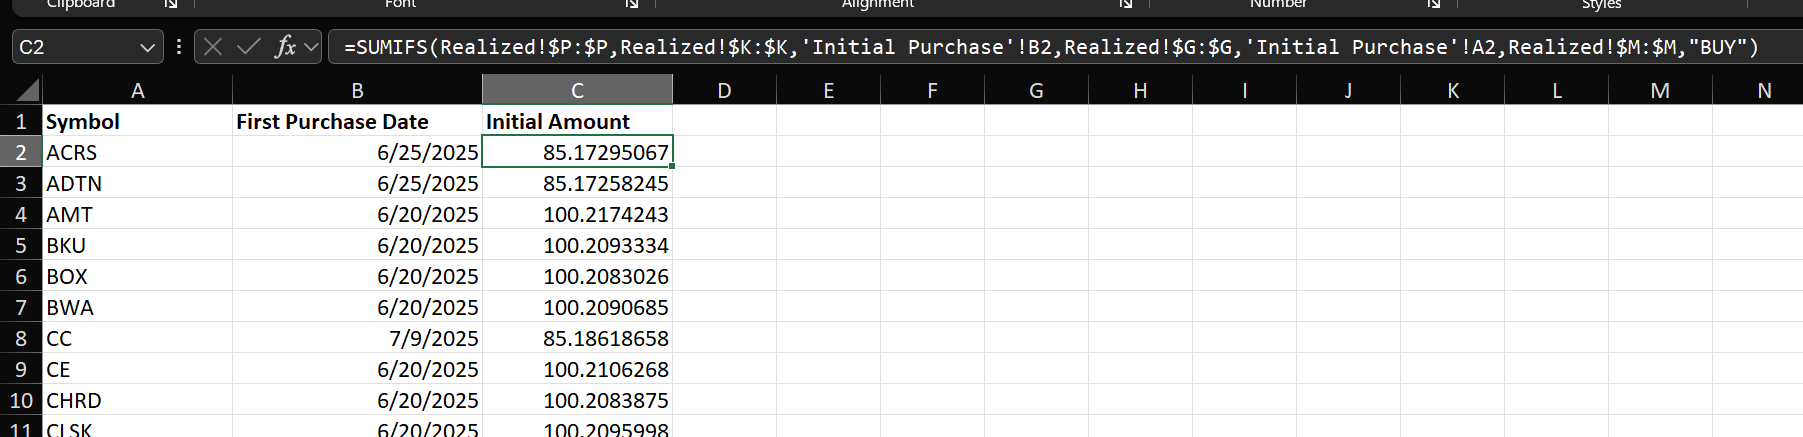 Clipboard Font Alignment Number Styles
C2 fx =SUMIFS(Realized!$P:$P,Realized!$K:$K,'Initial Purchase'!B2,Realized!$G:$G,'Initial Purchase'!A2,Realized!$M:$M,"BUY")
A B C D E F G H I J K L M N
1 Symbol First Purchase Date Initial Amount
2 ACRS 6/25/2025 85.17295067
3 ADTN 6/25/2025 85.17258245
4 AMT 6/20/2025 100.2174243
5 BKU 6/20/2025 100.2093334
6 BOX 6/20/2025 100.2083026
7 BWA 6/20/2025 100.2090685
8 CC 7/9/2025 85.18618658
9 CE 6/20/2025 100.2106268
10 CHRD 6/20/2025 100.2083875
11 CLSK 6/20/2025 100.2095998